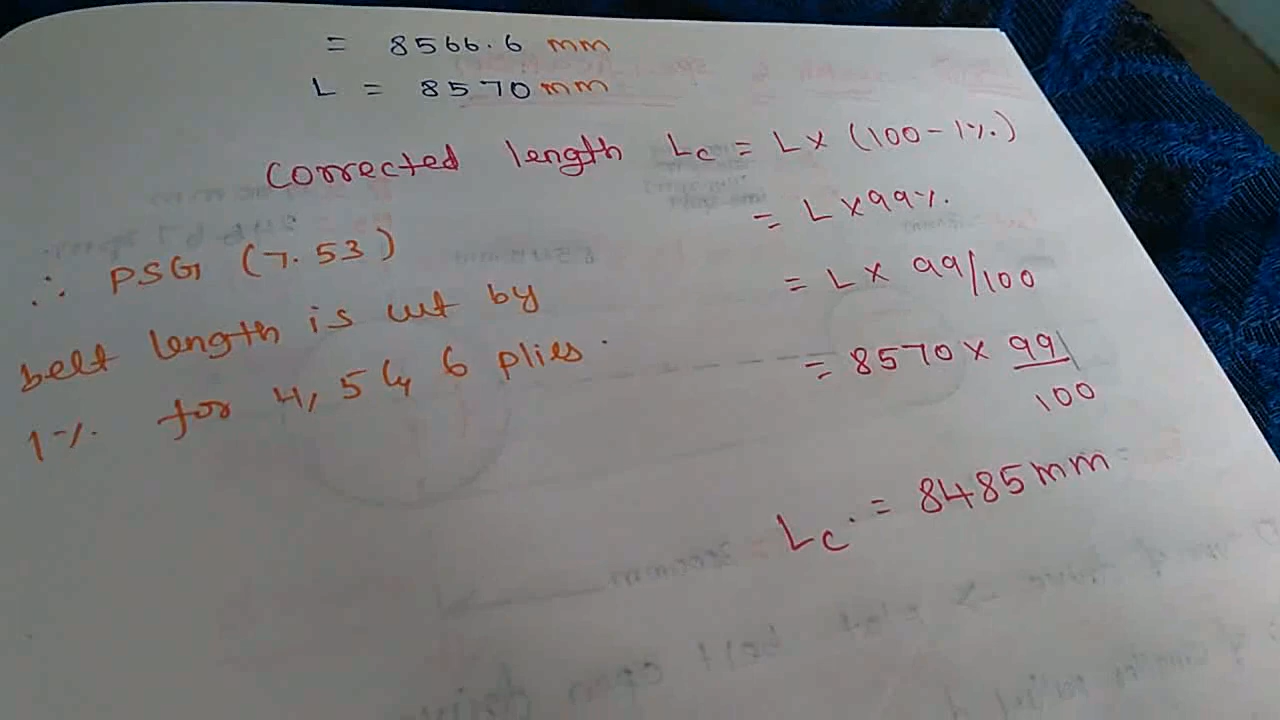 = 8566.6 mm
L = 8570 mm
Corrected length Lc = L x (100 - 1%)
= L x 99%
∴ PSG (7.53)
= L x 99/100
belt length is cut by
= 8570 x 99/100
1% for 4, 5 & 6 plies.
Lc = 8485 mm